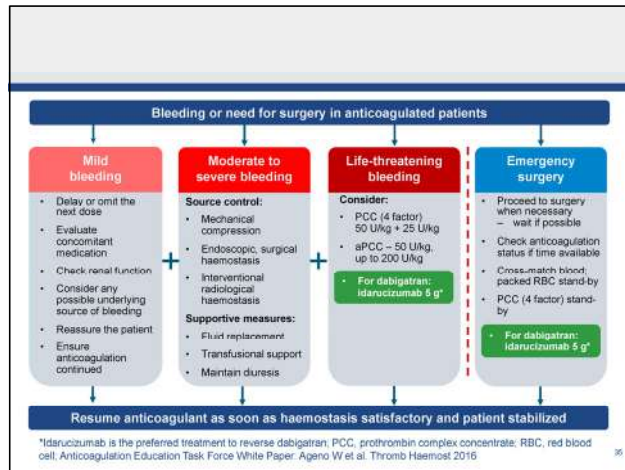 Bleeding or need for surgery in anticoagulated patients
Mild
bleeding
• Delay or omit the
next dose
• Evaluate
concomitant
medication
• Check renal function
• Consider any
possible underlying
source of bleeding
• Reassure the patient
• Ensure
anticoagulation
continued
+
Moderate to
severe bleeding
Source control:
• Mechanical
compression
• Endoscopic, surgical
haemostasis
• Interventional
radiological
haemostasis
Supportive measures:
• Fluid replacement
• Transfusional support
• Maintain diuresis
+
Life-threatening
bleeding
Consider:
• PCC (4 factor)
50 U/kg + 25 U/kg
• aPCC – 50 U/kg,
up to 200 U/kg
• For dabigatran:
idarucizumab 5 g*
Emergency
surgery
• Proceed to surgery
when necessary
– wait if possible
• Check anticoagulation
status if time available
• Cross-match blood;
packed RBC stand-by
• PCC (4 factor) stand-
by
• For dabigatran:
idarucizumab 5 g*
Resume anticoagulant as soon as haemostasis satisfactory and patient stabilized
*Idarucizumab is the preferred treatment to reverse dabigatran; PCC, prothrombin complex concentrate; RBC, red blood
cell; Anticoagulation Education Task Force White Paper. Ageno W et al. Thromb Haemost 2016
35